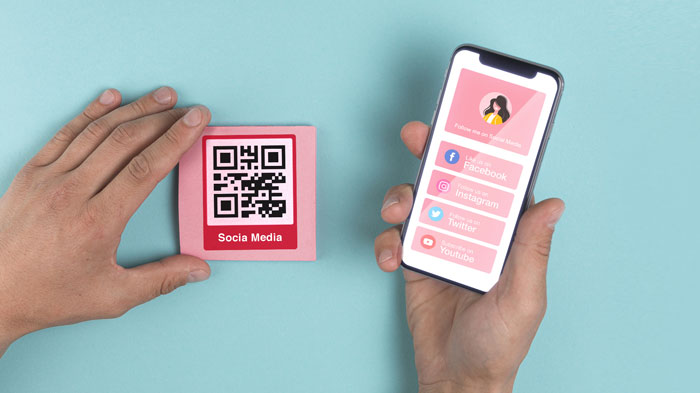 Socia Media
Follow me on Social Media
Like us on
Facebook
Follow us on
Instagram
Follow us on
Twitter
Subscribe on
Youtube